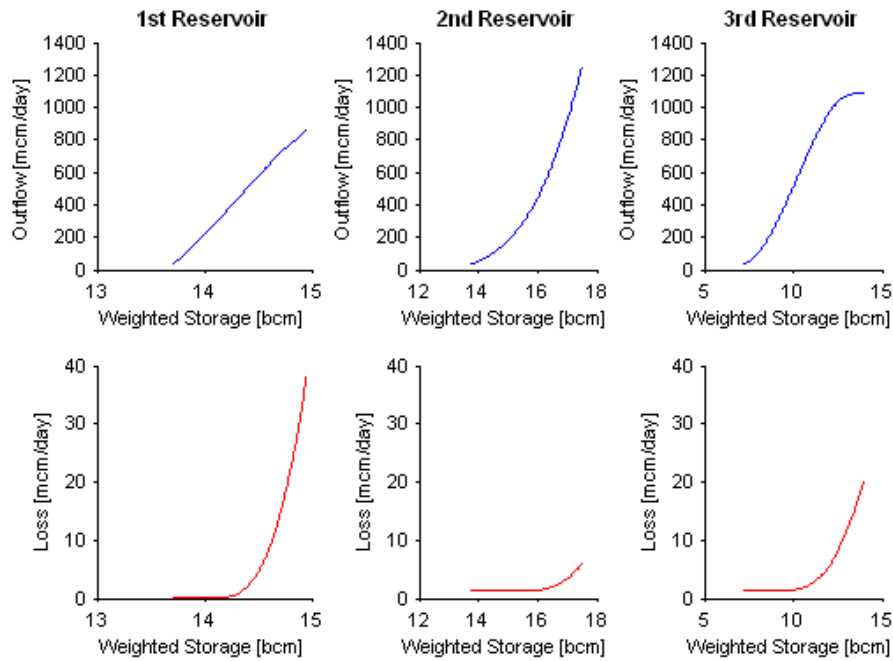 1st Reservoir
1400
1200
1000
800
600
400
200
0
Outflow [mcm/day]
13 14 15
Weighted Storage [bcm]
2nd Reservoir
1400
1200
1000
800
600
400
200
0
Outflow [mcm/day]
12 14 16 18
Weighted Storage [bcm]
3rd Reservoir
1400
1200
1000
800
600
400
200
0
Outflow [mcm/day]
5 10 15
Weighted Storage [bcm]
40
30
20
10
0
Loss [mcm/day]
13 14 15
Weighted Storage [bcm]
40
30
20
10
0
Loss [mcm/day]
12 14 16 18
Weighted Storage [bcm]
40
30
20
10
0
Loss [mcm/day]
5 10 15
Weighted Storage [bcm]